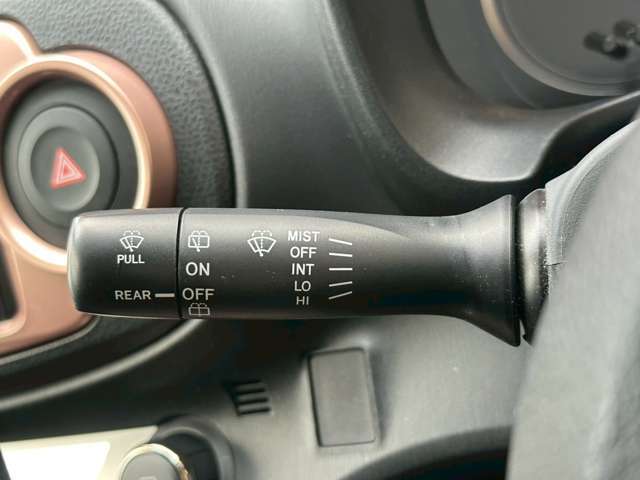 PULL
REAR
ON
OFF
MIST
OFF
INT
LO
HI